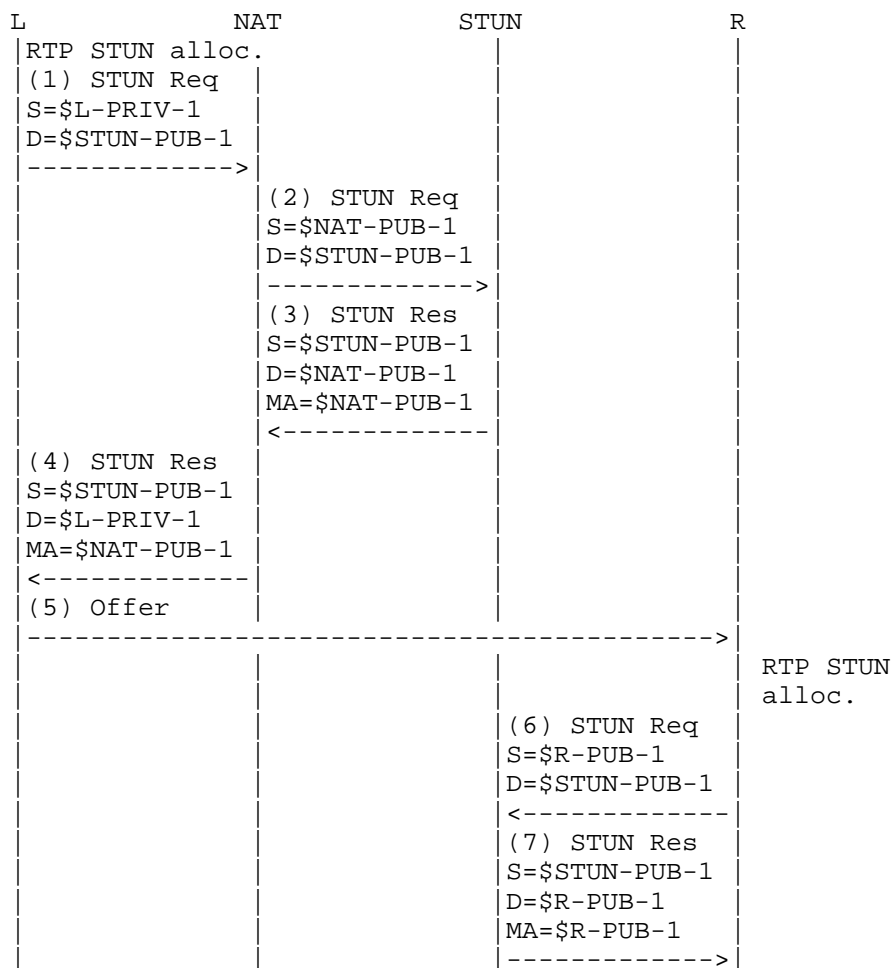 L NAT STUN R
RTP STUN alloc.
(1) STUN Req
S=$L-PRIV-1
D=$STUN-PUB-1
------------->
(2) STUN Req
S=$NAT-PUB-1
D=$STUN-PUB-1
------------->
(3) STUN Res
S=$STUN-PUB-1
D=$NAT-PUB-1
MA=$NAT-PUB-1
<-------------
(4) STUN Res
S=$STUN-PUB-1
D=$L-PRIV-1
MA=$NAT-PUB-1
<-------------
(5) Offer
------------------------------------------->
RTP STUN
alloc.
(6) STUN Req
S=$R-PUB-1
D=$STUN-PUB-1
<-------------
(7) STUN Res
S=$STUN-PUB-1
D=$R-PUB-1
MA=$R-PUB-1
------------->